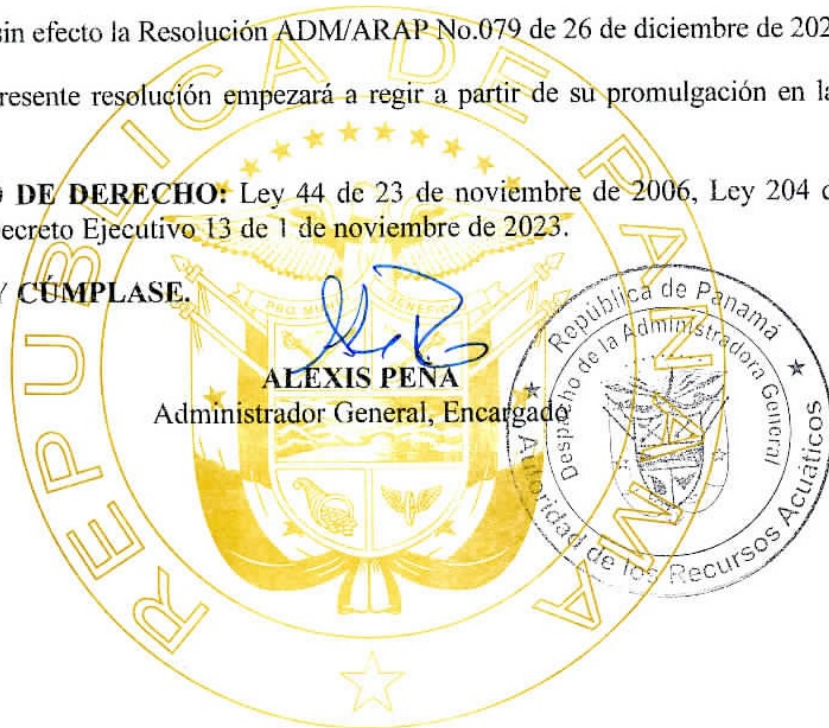 sin efecto la Resolución ADM/ARAP No.079 de 26 de diciembre de 202
resente resolución empezará a regir a partir de su promulgación en la
DE DERECHO: Ley 44 de 23 de noviembre de 2006, Ley 204 d
ecreto Ejecutivo 13 de 1 de noviembre de 2023.
Y CÚMPLASE.
ALEXIS PEÑA
Administrador General, Encargado
República de Panamá
Despacho de la Administradora General
Autoridad de los Recursos Acuáticos
REPUBLICA DE PANAMA